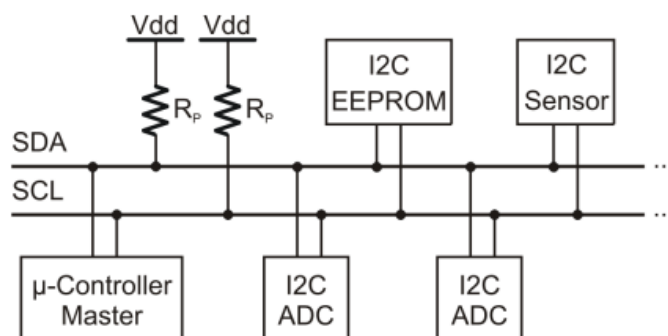 Vdd
Vdd
I2C
EEPROM
I2C
Sensor
RP
RP
SDA
SCL
μ-Controller
Master
I2C
ADC
I2C
ADC